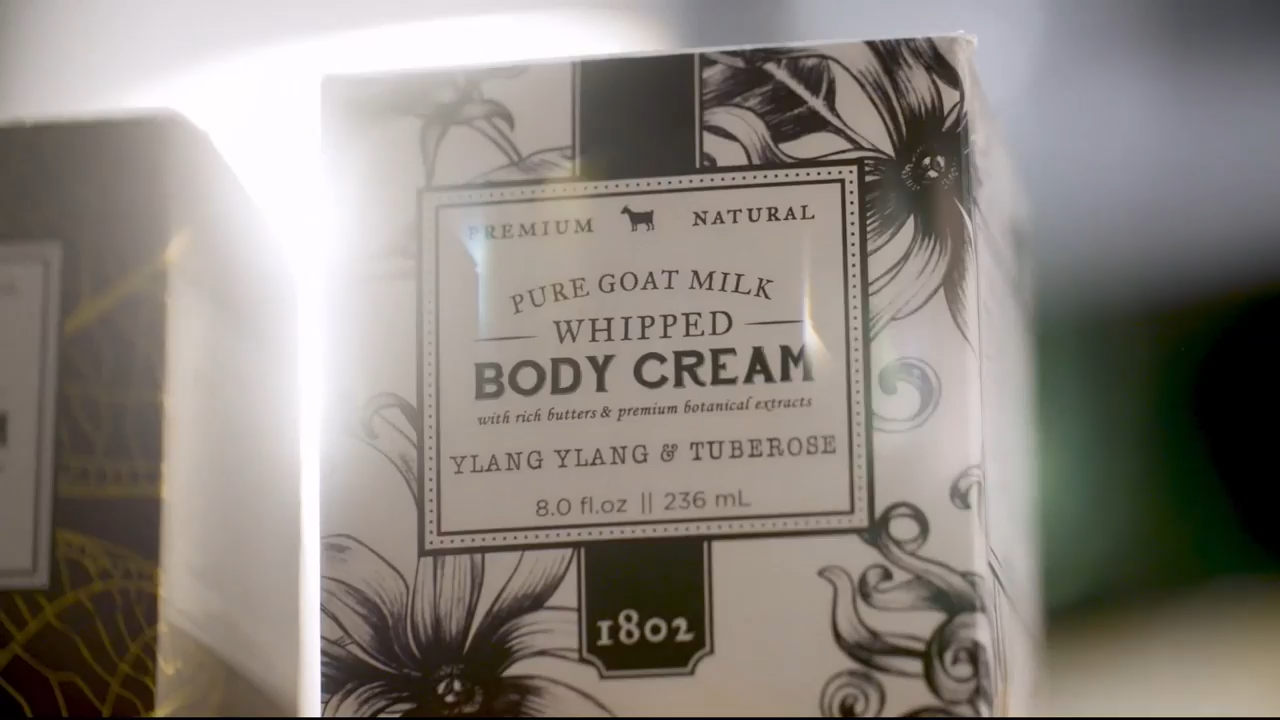 PREMIUM NATURAL
PURE GOAT MILK
WHIPPED
BODY CREAM
with rich butters & premium botanical extracts
YLANG YLANG & TUBEROSE
8.0 fl.oz || 236 mL
1802